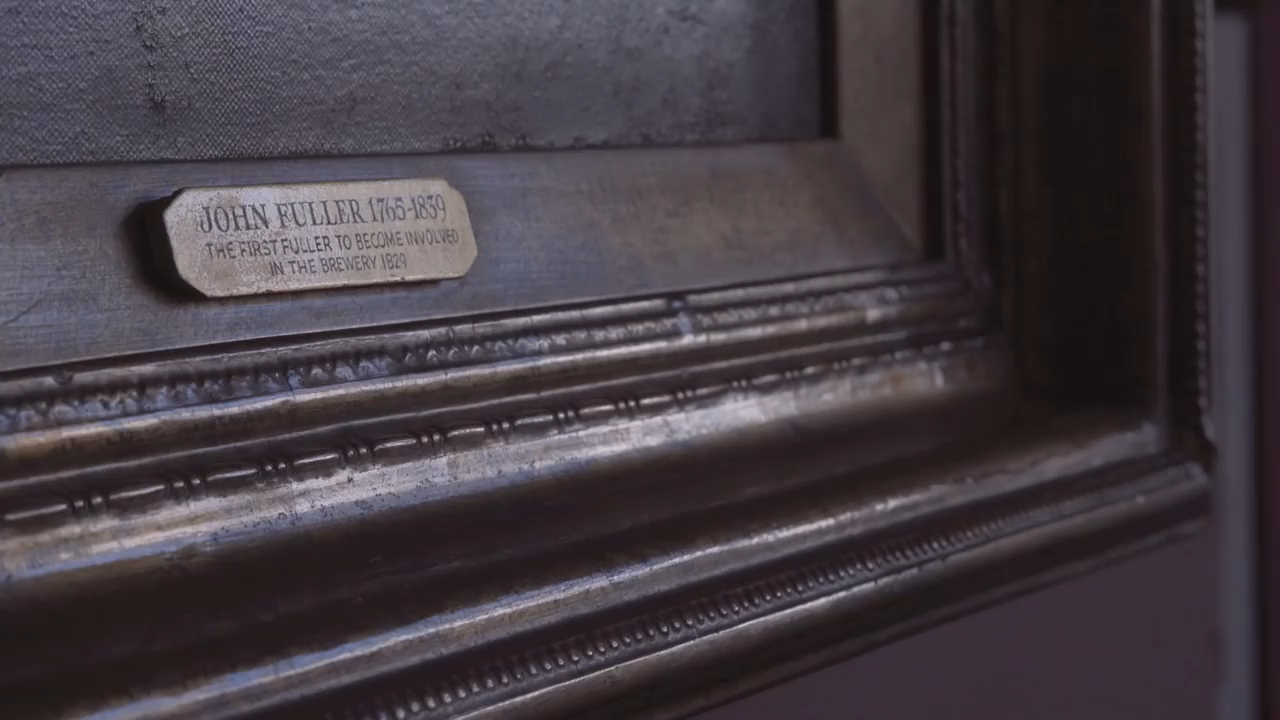 JOHN FULLER 1765-1839
THE FIRST FULLER TO BECOME INVOLVED
IN THE BREWERY 1829